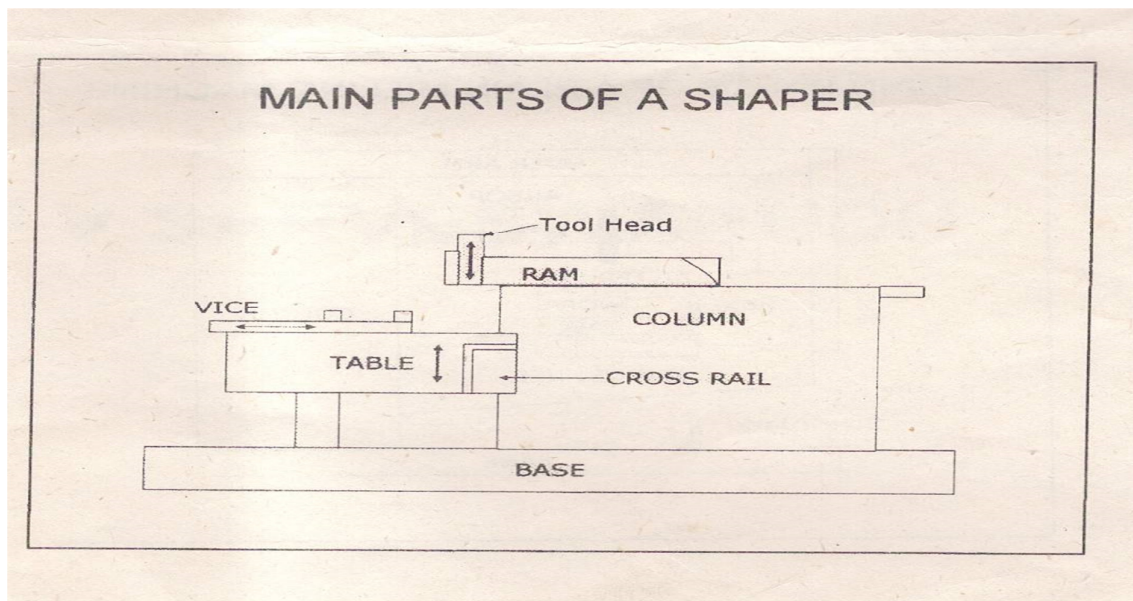 MAIN PARTS OF A SHAPER
Tool Head
RAM
VICE
COLUMN
TABLE
CROSS RAIL
BASE